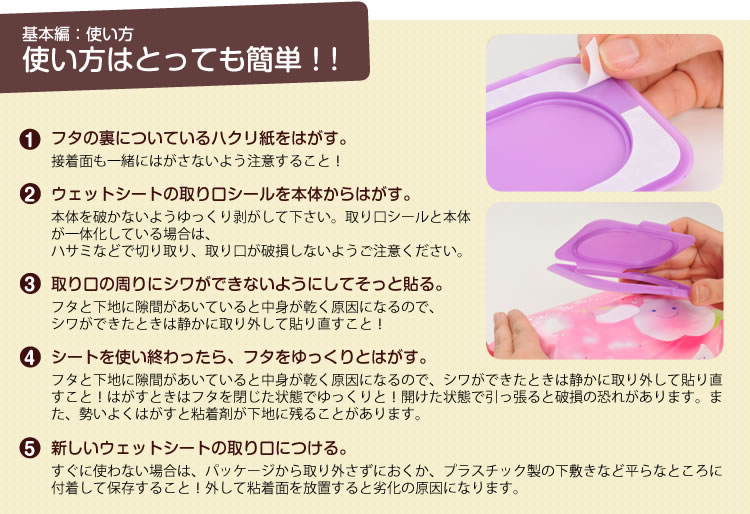 基本編：使い方
使い方はとっても簡単！！
1 フタの裏についているハクリ紙をはがす。
接着面も一緒にはがさないよう注意すること！
2 ウェットシートの取り口シールを本体からはがす。
本体を破かないようゆっくり剥がして下さい。取り口シールと本体
が一体化している場合は、
ハサミなどで切り取り、取り口が破損しないようご注意ください。
3 取り口の周りにシワができないようにしてそっと貼る。
フタと下地に隙間があいていると中身が乾く原因になるので、
シワができたときは静かに取り外して貼り直すこと！
4 シートを使い終わったら、フタをゆっくりとはがす。
フタと下地に隙間があいていると中身が乾く原因になるので、シワができたときは静かに取り外して貼り直
すこと！はがすときはフタを閉じた状態でゆっくりと！開けた状態で引っ張ると破損の恐れがあります。ま
た、勢いよくはがすと粘着剤が下地に残ることがあります。
5 新しいウェットシートの取り口につける。
すぐに使わない場合は、パッケージから取り外さずにおくか、プラスチック製の下敷きなど平らなところに
付着して保存すること！外して粘着面を放置すると劣化の原因になります。